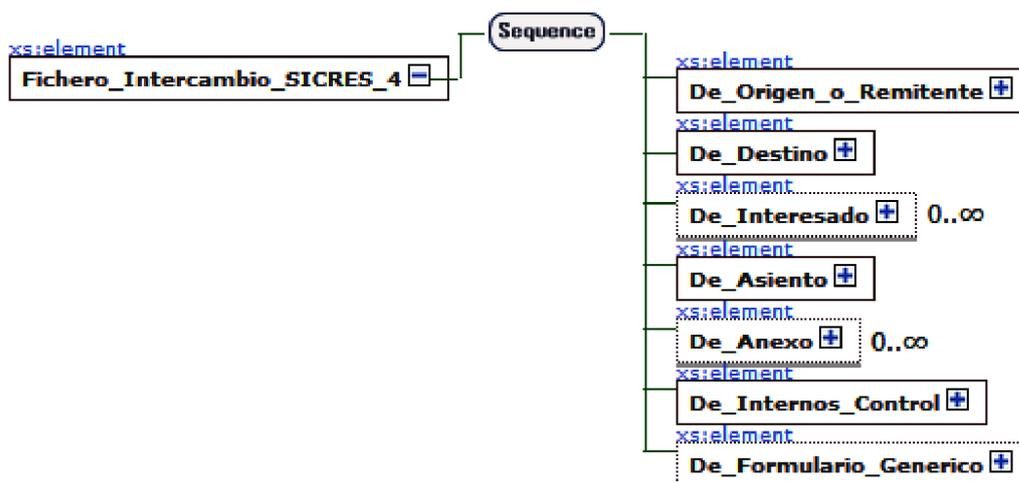 Sequence
xs:element
Fichero_Intercambio_SICRES_4
xs:element
De_Origen_o_Remitente
xs:element
De_Destino
xs:element
De_Interesado 0..∞
xs:element
De_Asiento
xs:element
De_Anexo 0..∞
xs:element
De_Internos_Control
xs:element
De_Formulario_Generico